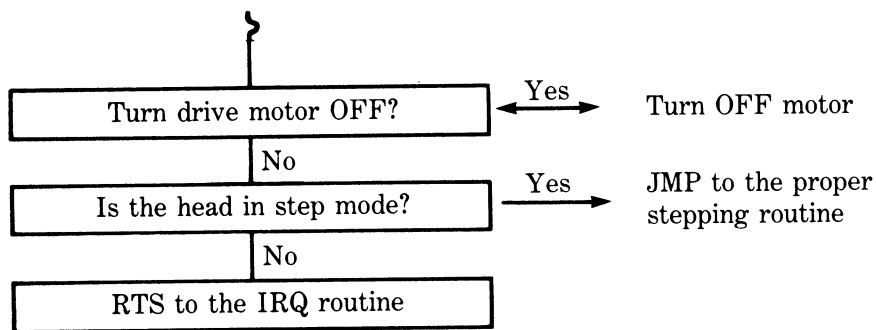 Turn drive motor OFF?
Yes
Turn OFF motor
No
Is the head in step mode?
Yes
JMP to the proper
stepping routine
No
RTS to the IRQ routine